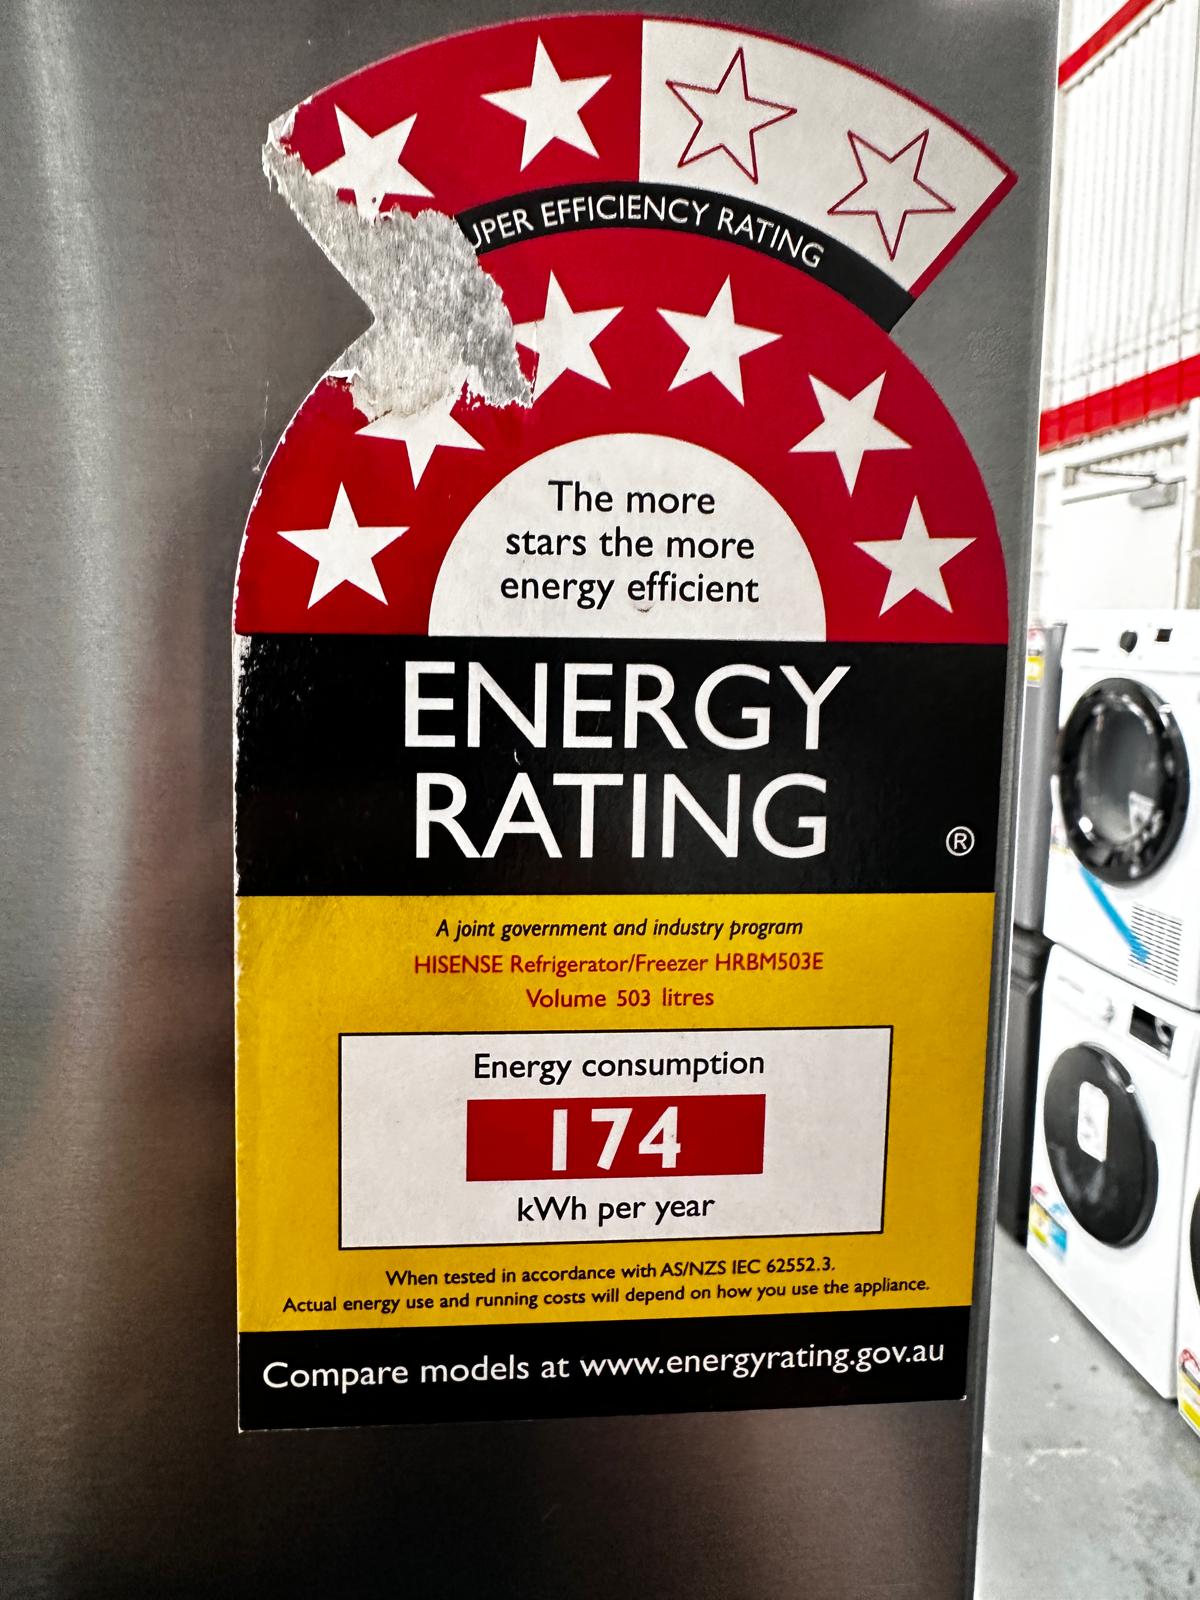 UPER EFFICIENCY RATING
The more
stars the more
energy efficient
ENERGY
RATING
®
A joint government and industry program
HISENSE Refrigerator/Freezer HRBM503E
Volume 503 litres
Energy consumption
174
kWh per year
When tested in accordance with AS/NZS IEC 62552.3.
Actual energy use and running costs will depend on how you use the appliance.
Compare models at www.energyrating.gov.au